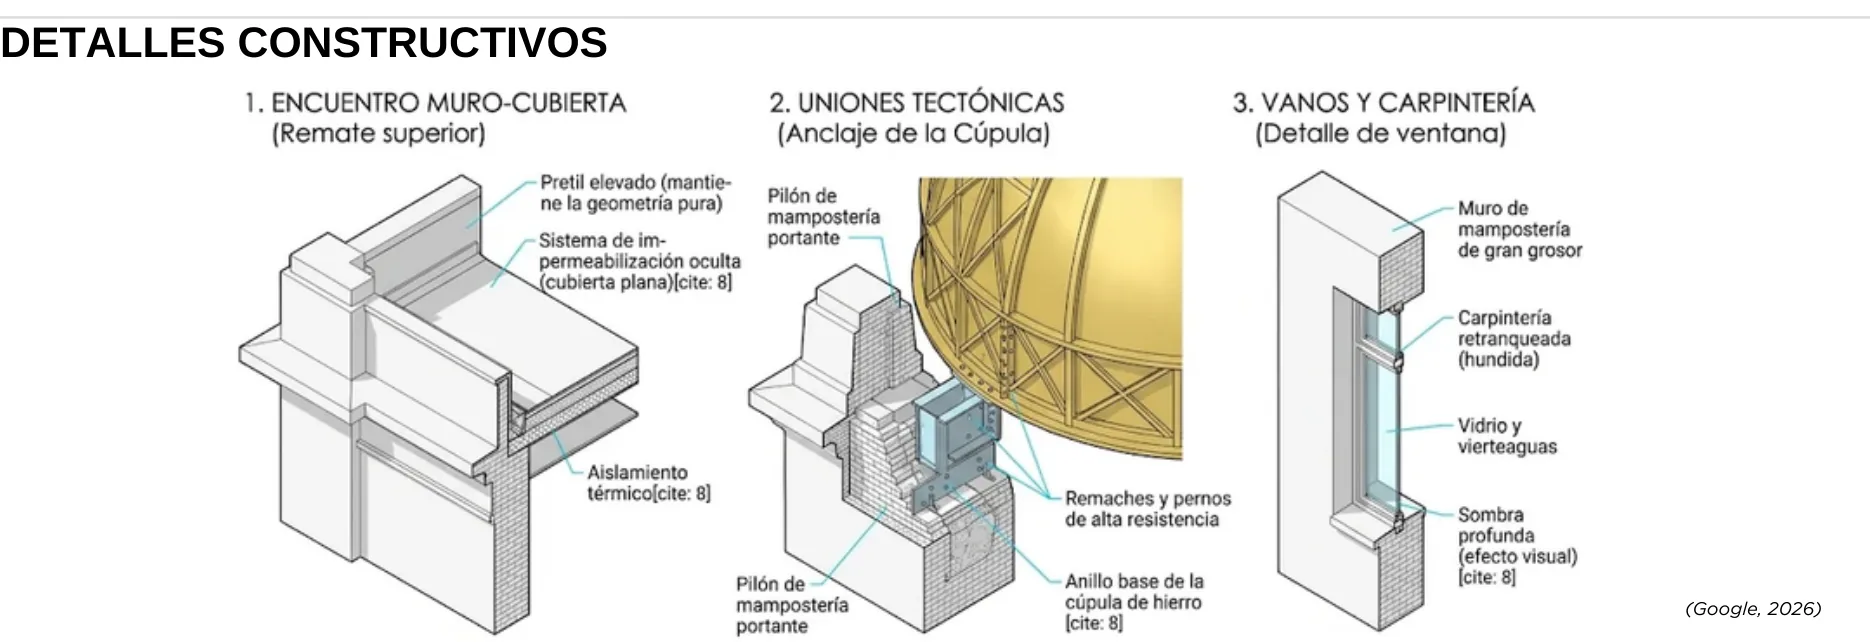 DETALLES CONSTRUCTIVOS
1. ENCUENTRO MURO-CUBIERTA
(Remate superior)
Pretil elevado (mantie-
ne la geometría pura)
Sistema de im-
permeabilización oculta
(cubierta plana)[cite: 8]
Aislamiento
térmico[cite: 8]
2. UNIONES TECTÓNICAS
(Anclaje de la Cúpula)
Pilón de
mampostería
portante
Remaches y pernos
de alta resistencia
Pilón de
mampostería
portante
Anillo base de la
cúpula de hierro
[cite: 8]
3. VANOS Y CARPINTERÍA
(Detalle de ventana)
Muro de
mampostería
de gran grosor
Carpintería
retranqueada
(hundida)
Vidrio y
vierteaguas
Sombra
profunda
(efecto visual)
[cite: 8]
(Google, 2026)